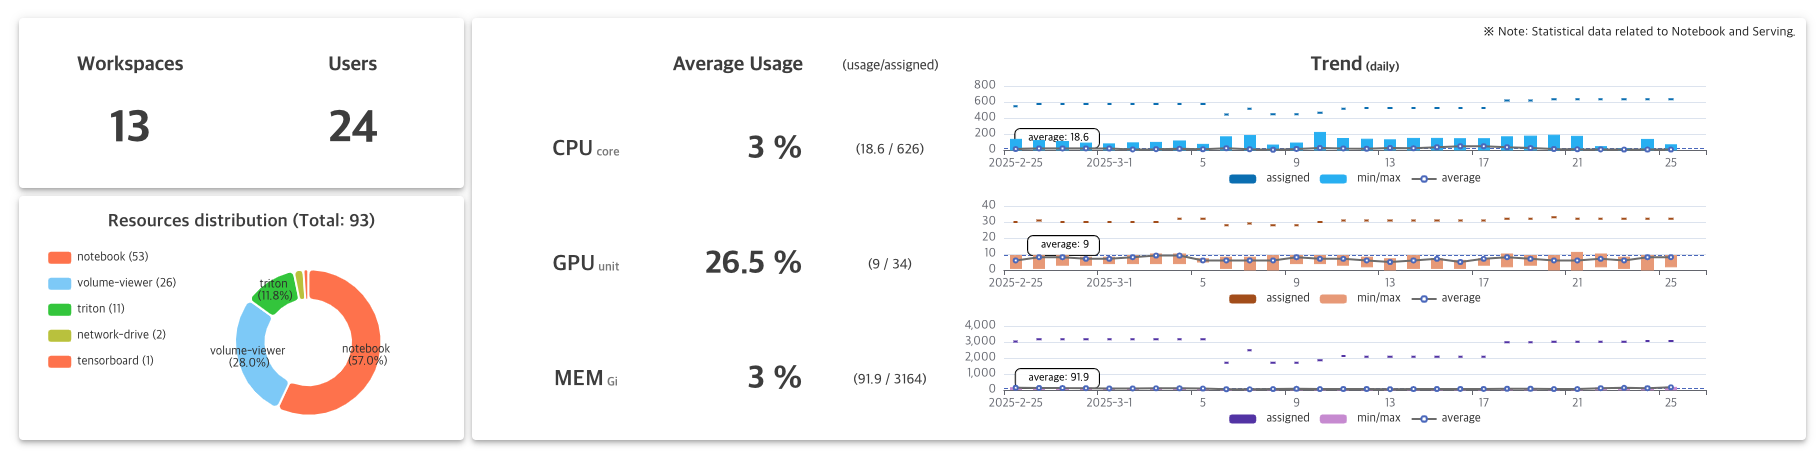 Workspaces
Users
13
24
Resources distribution (Total: 93)
notebook (53)
volume-viewer (26)
triton (11)
network-drive (2)
tensorboard (1)
triton
(11.8%)
volume-viewer
(28.0%)
notebook
(57.0%)
※ Note: Statistical data related to Notebook and Serving.
Average Usage
(usage/assigned)
Trend (daily)
CPU core
3 %
(18.6 / 626)
800
600
400
200
0
average: 18.6
2025-2-25
2025-3-1
5
9
13
17
21
25
assigned
min/max
average
GPU unit
26.5 %
(9 / 34)
40
30
20
10
0
average: 9
2025-2-25
2025-3-1
5
9
13
17
21
25
assigned
min/max
average
MEM Gi
3 %
(91.9 / 3164)
4,000
3,000
2,000
1,000
0
average: 91.9
2025-2-25
2025-3-1
5
9
13
17
21
25
assigned
min/max
average